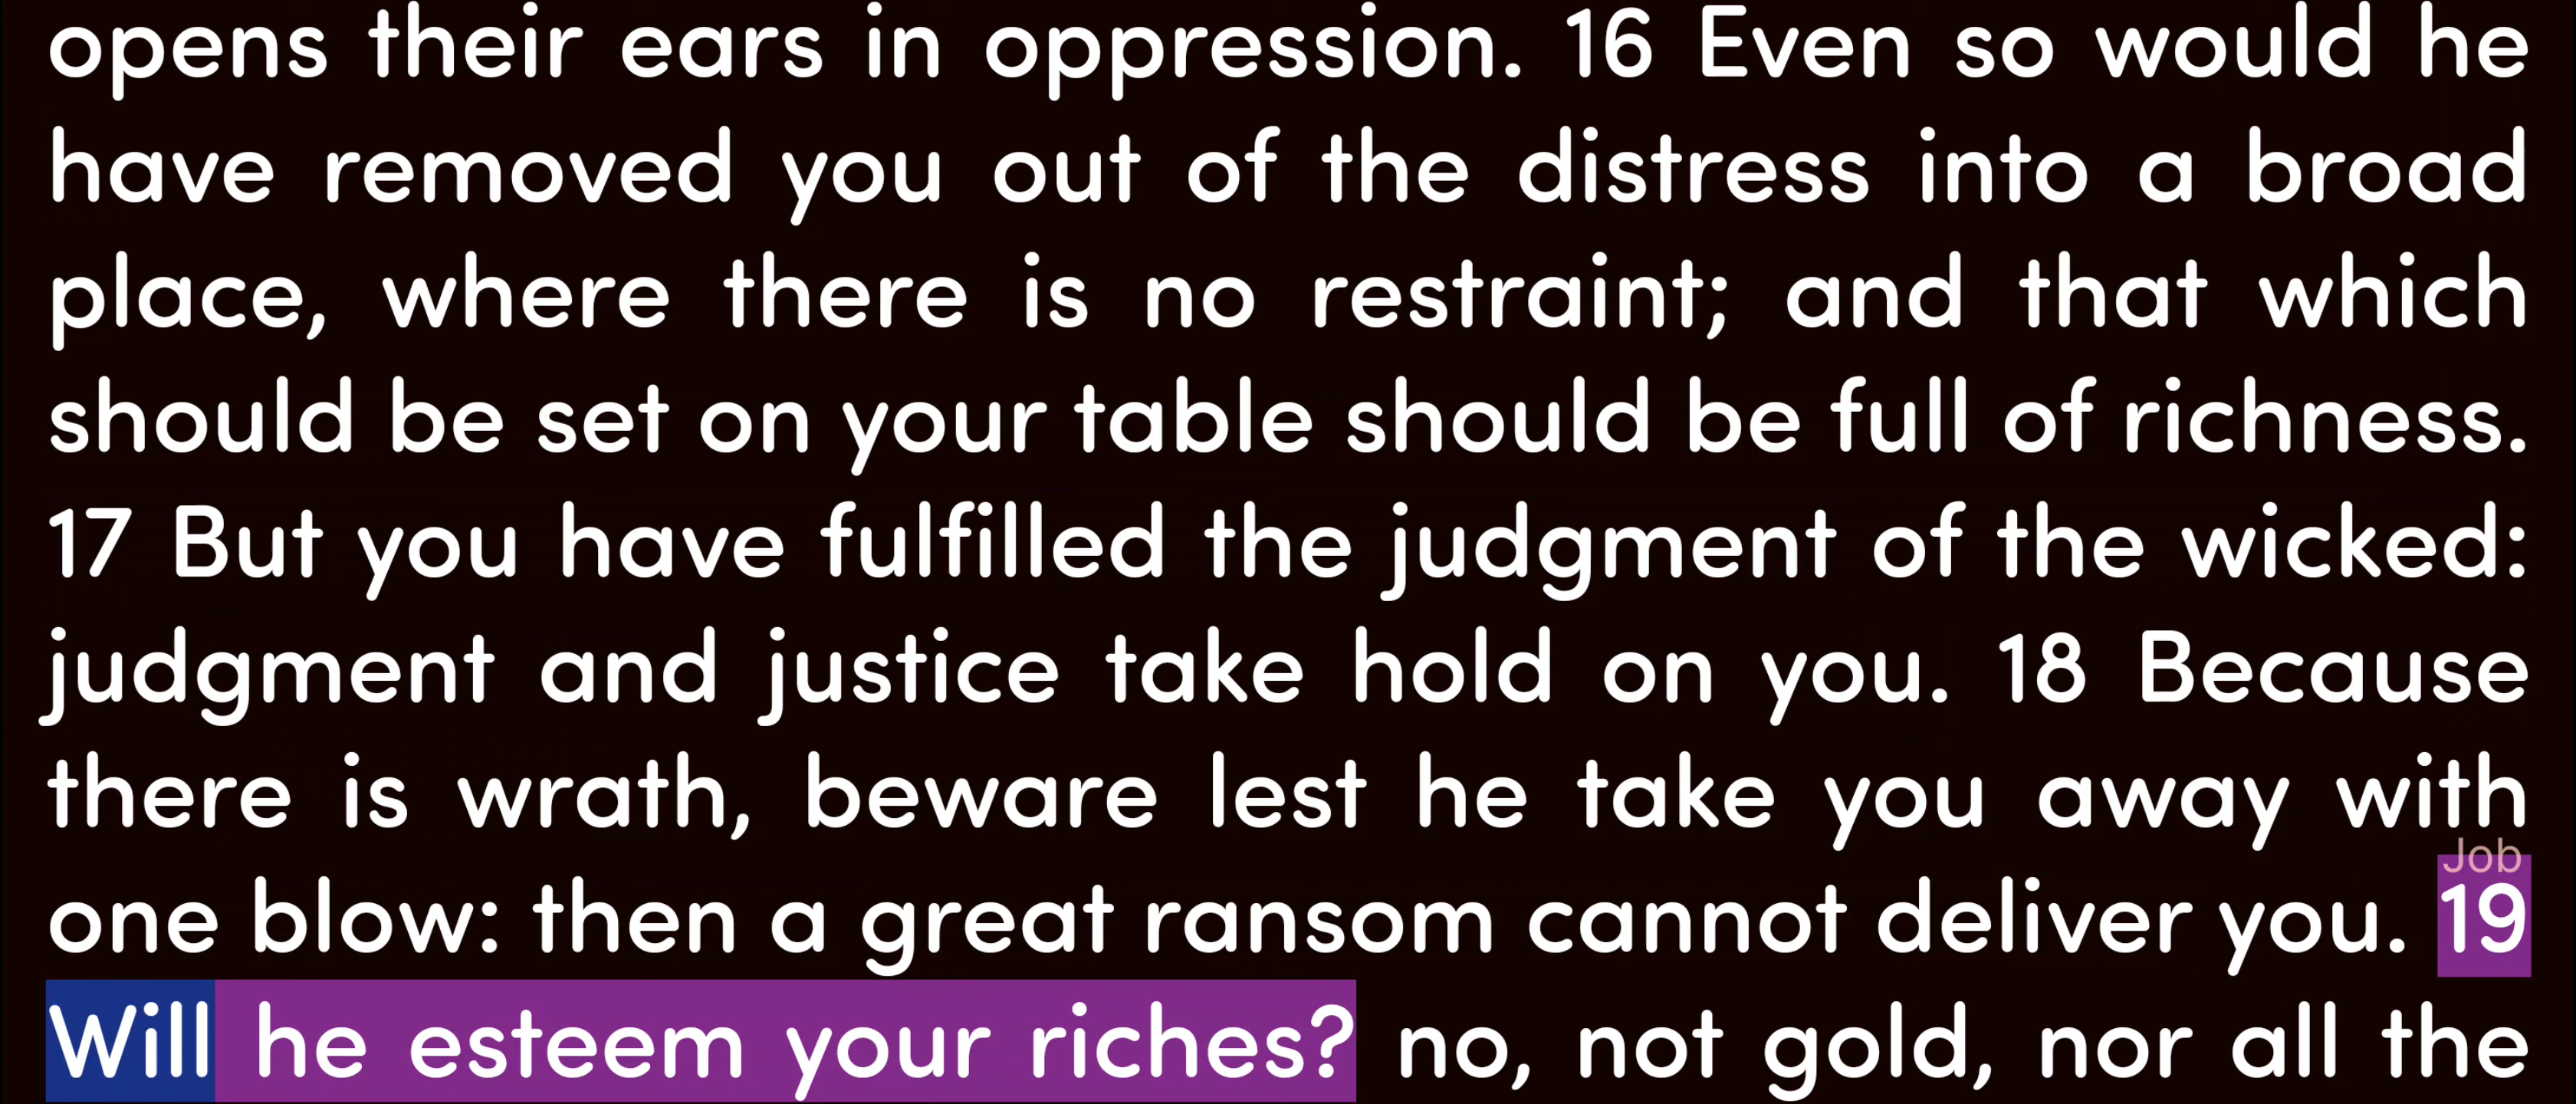 opens their ears in oppression. 16 Even so would he
have removed you out of the distress into a broad
place, where there is no restraint; and that which
should be set on your table should be full of richness.
17 But you have fulfilled the judgment of the wicked:
judgment and justice take hold on you. 18 Because
there is wrath, beware lest he take you away with
Job
one blow: then a great ransom cannot deliver you. 19
Will he esteem your riches? no, not gold, nor all the